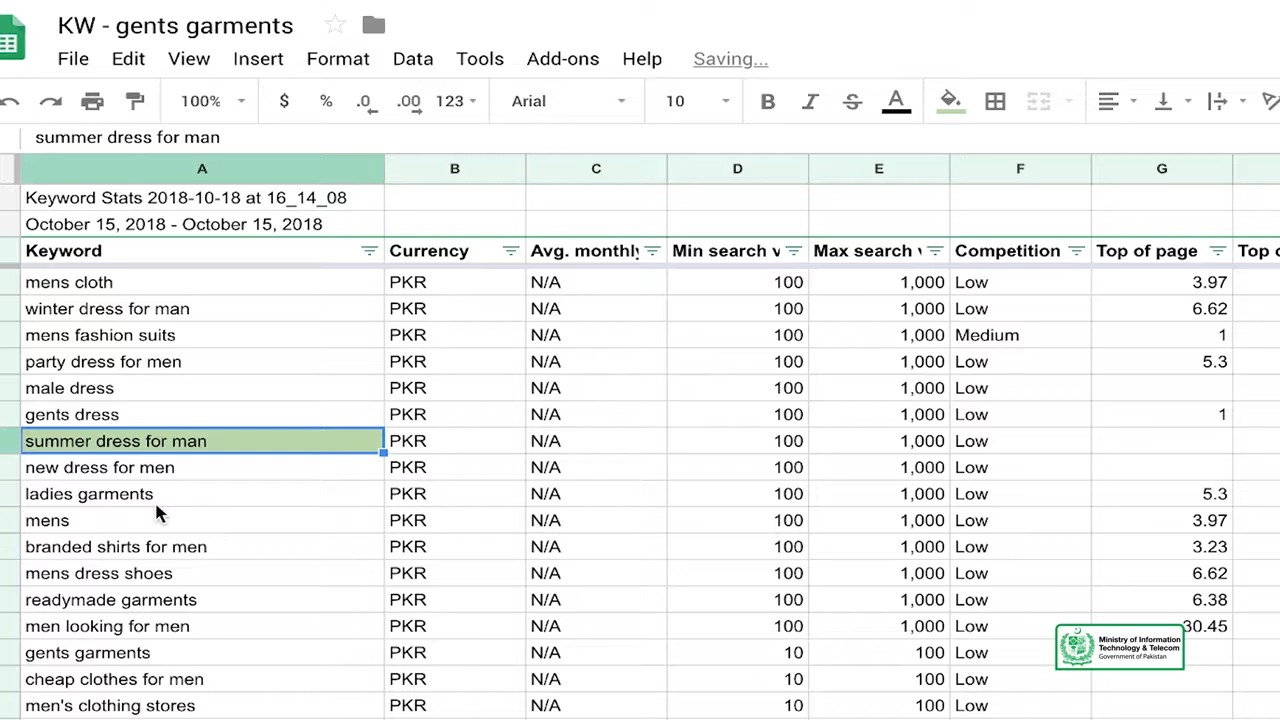 KW - gents garments
File Edit View Insert Format Data Tools Add-ons Help Saving...
100% $ % .0 .00 123 Arial 10 B I S A
summer dress for man
A B C D E F G
Keyword Stats 2018-10-18 at 16_14_08
October 15, 2018 - October 15, 2018
Keyword Currency Avg. monthly Min search v Max search v Competition Top of page Top o
mens cloth PKR N/A 100 1,000 Low 3.97
winter dress for man PKR N/A 100 1,000 Low 6.62
mens fashion suits PKR N/A 100 1,000 Medium 1
party dress for men PKR N/A 100 1,000 Low 5.3
male dress PKR N/A 100 1,000 Low
gents dress PKR N/A 100 1,000 Low 1
summer dress for man PKR N/A 100 1,000 Low
new dress for men PKR N/A 100 1,000 Low
ladies garments PKR N/A 100 1,000 Low 5.3
mens PKR N/A 100 1,000 Low 3.97
branded shirts for men PKR N/A 100 1,000 Low 3.23
mens dress shoes PKR N/A 100 1,000 Low 6.62
readymade garments PKR N/A 100 1,000 Low 6.38
men looking for men PKR N/A 100 1,000 Low 30.45
gents garments PKR N/A 10 100 Low
cheap clothes for men PKR N/A 10 100 Low
men's clothing stores PKR N/A 10 100 Low
Ministry of Information
Technology & Telecom
Government of Pakistan